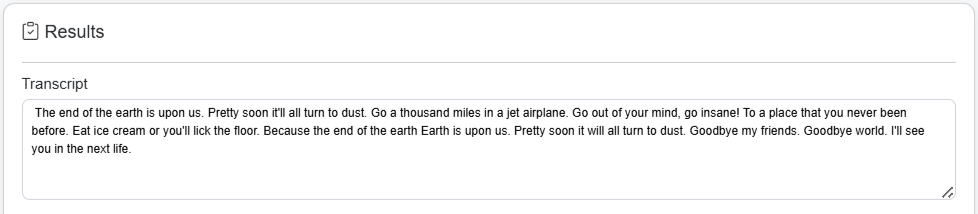 Results
Transcript
The end of the earth is upon us. Pretty soon it'll all turn to dust. Go a thousand miles in a jet airplane. Go out of your mind, go insane! To a place that you never been
before. Eat ice cream or you'll lick the floor. Because the end of the earth Earth is upon us. Pretty soon it will all turn to dust. Goodbye my friends. Goodbye world. I'll see
you in the next life.